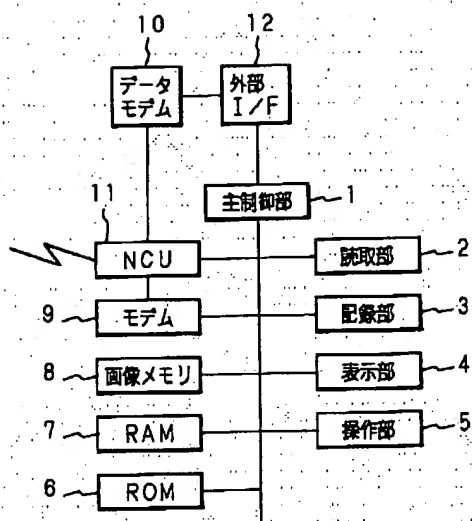 10
12
データ
モデム
外部
I/F
主制御部
1
11
NCU
読取部
2
9
モデム
記録部
3
8
画像メモリ
表示部
4
7
RAM
操作部
5
6
ROM